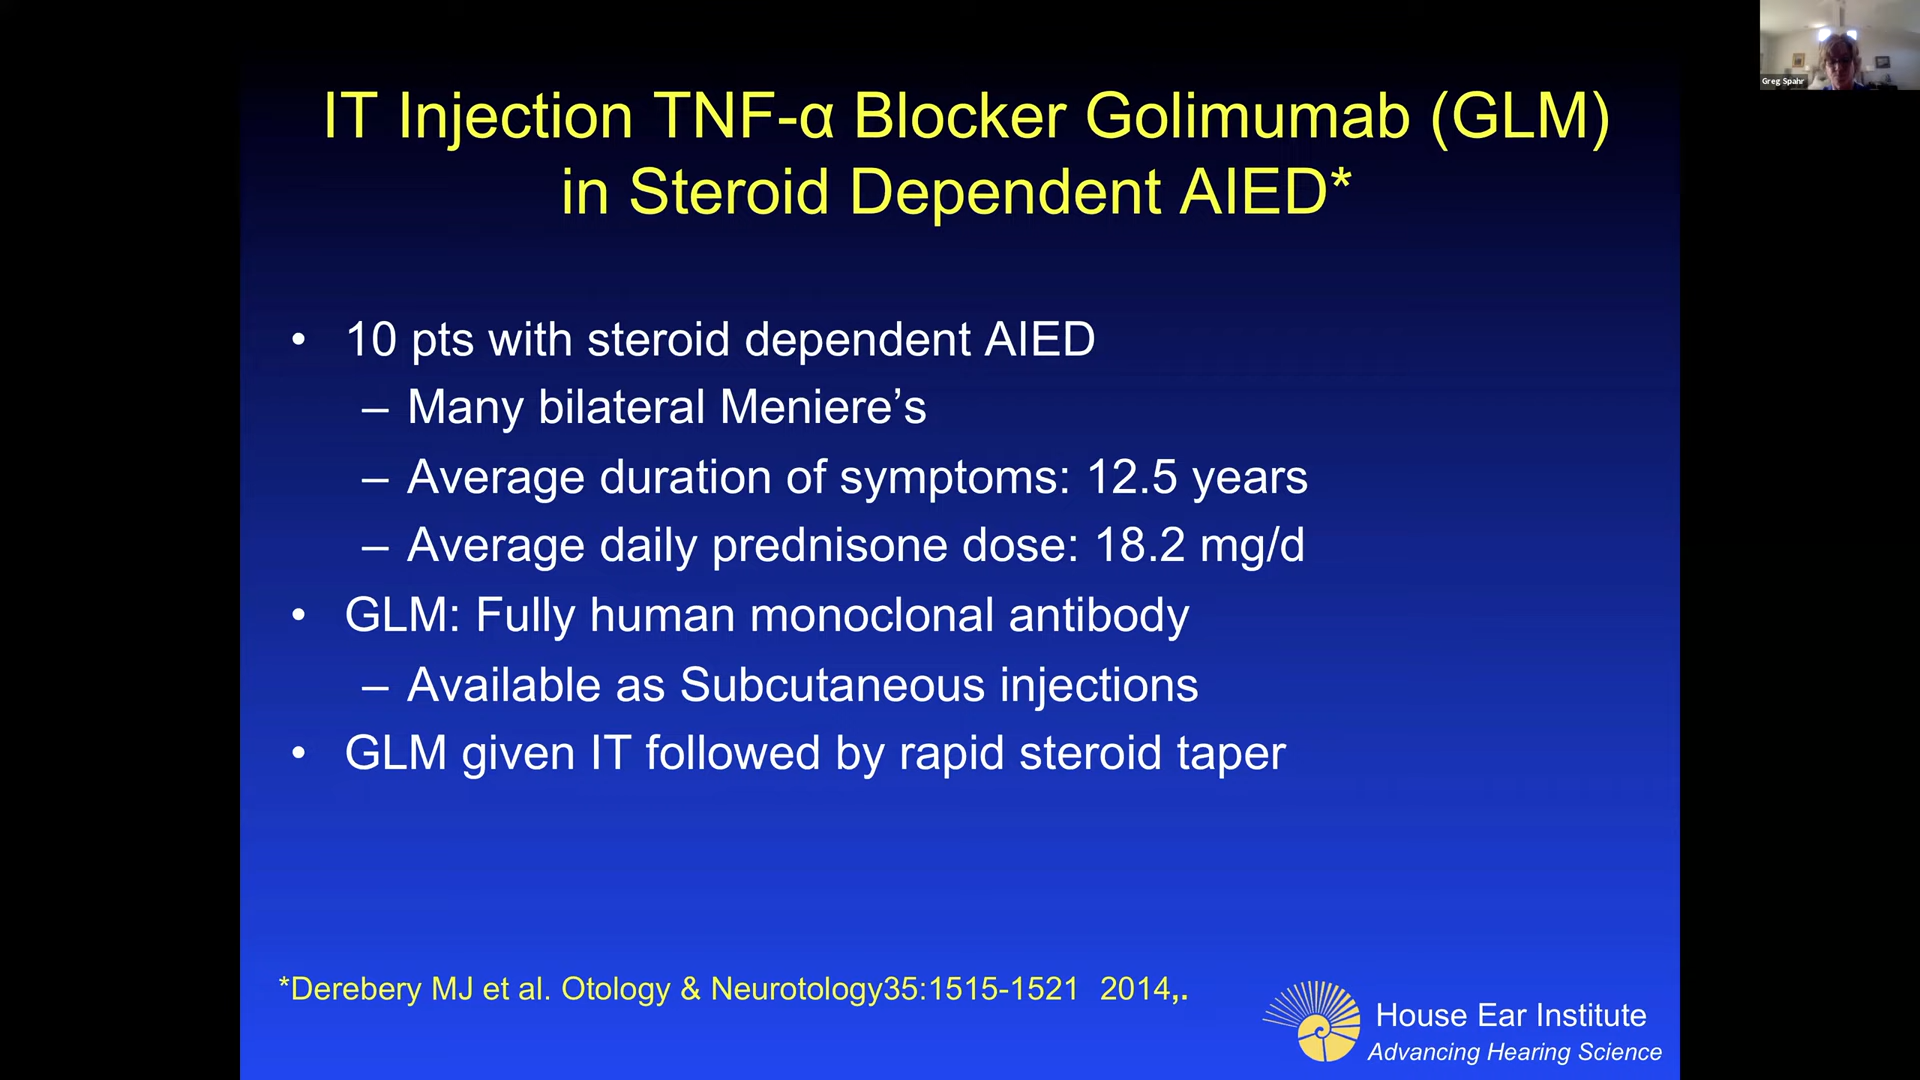 Greg Spahr
IT Injection TNF-α Blocker Golimumab (GLM)
in Steroid Dependent AIED*
• 10 pts with steroid dependent AIED
– Many bilateral Meniere’s
– Average duration of symptoms: 12.5 years
– Average daily prednisone dose: 18.2 mg/d
• GLM: Fully human monoclonal antibody
– Available as Subcutaneous injections
• GLM given IT followed by rapid steroid taper
*Derebery MJ et al. Otology & Neurotology35:1515-1521 2014,.
House Ear Institute
Advancing Hearing Science